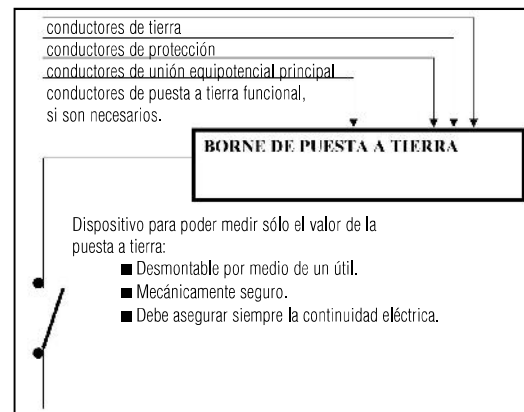 conductores de tierra
conductores de protección
conductores de unión equipotencial principal
conductores de puesta a tierra funcional,
si son necesarios.
BORNE DE PUESTA A TIERRA
Dispositivo para poder medir sólo el valor de la
puesta a tierra:
■ Desmontable por medio de un útil.
■ Mecánicamente seguro.
■ Debe asegurar siempre la continuidad eléctrica.